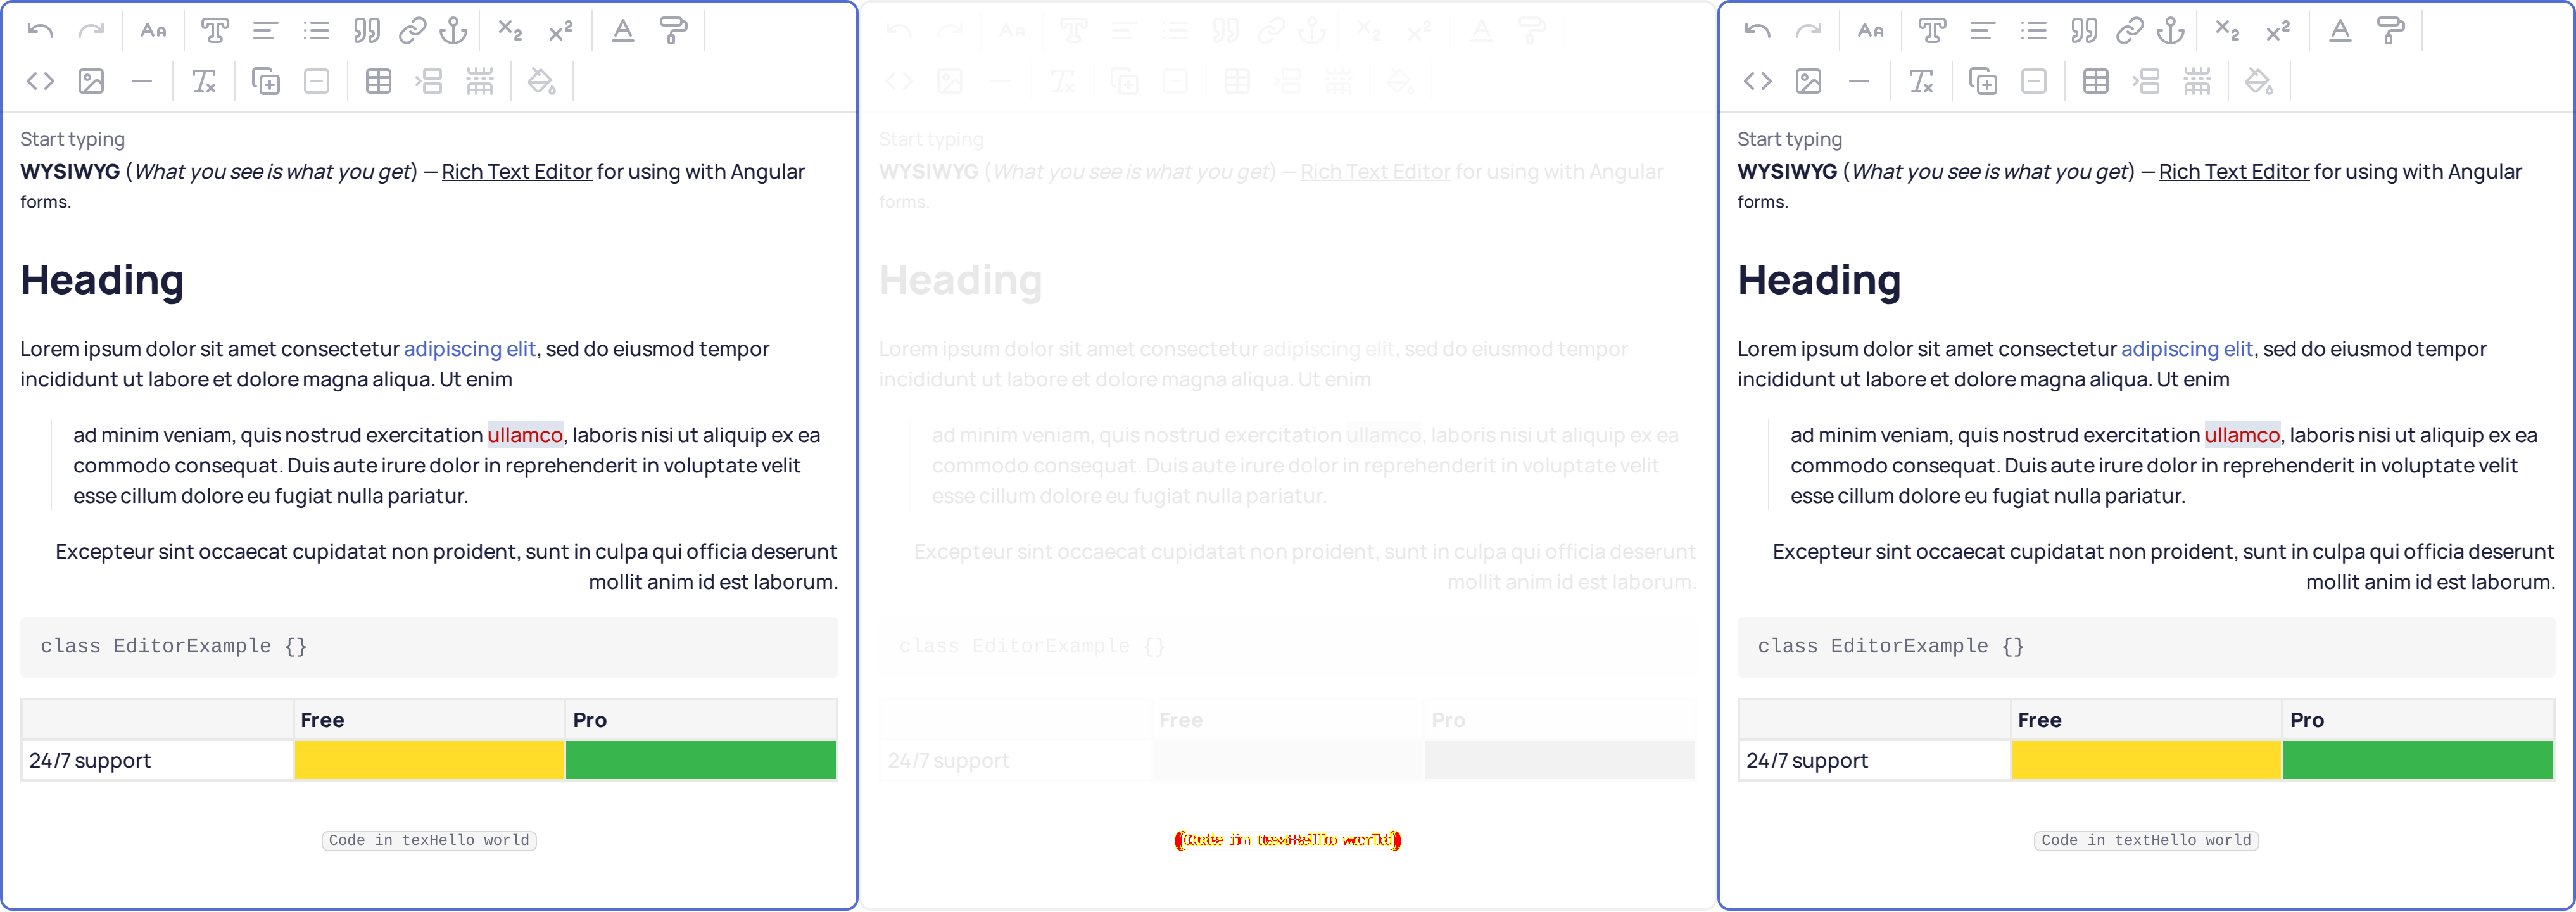 Start typing
WYSIWYG (What you see is what you get) — Rich Text Editor for using with Angular
forms.
Heading
Lorem ipsum dolor sit amet consectetur adipiscing elit, sed do eiusmod tempor
incididunt ut labore et dolore magna aliqua. Ut enim
ad minim veniam, quis nostrud exercitation ullamco, laboris nisi ut aliquip ex ea
commodo consequat. Duis aute irure dolor in reprehenderit in voluptate velit
esse cillum dolore eu fugiat nulla pariatur.
Excepteur sint occaecat cupidatat non proident, sunt in culpa qui officia deserunt
mollit anim id est laborum.
class EditorExample {}
Free Pro
24/7 support
Code in texHello world
Start typing
WYSIWYG (What you see is what you get) — Rich Text Editor for using with Angular
forms.
Heading
Lorem ipsum dolor sit amet consectetur adipiscing elit, sed do eiusmod tempor
incididunt ut labore et dolore magna aliqua. Ut enim
ad minim veniam, quis nostrud exercitation ullamco, laboris nisi ut aliquip ex ea
commodo consequat. Duis aute irure dolor in reprehenderit in voluptate velit
esse cillum dolore eu fugiat nulla pariatur.
Excepteur sint occaecat cupidatat non proident, sunt in culpa qui officia deserunt
mollit anim id est laborum.
class EditorExample {}
Free Pro
24/7 support
Start typing
WYSIWYG (What you see is what you get) — Rich Text Editor for using with Angular
forms.
Heading
Lorem ipsum dolor sit amet consectetur adipiscing elit, sed do eiusmod tempor
incididunt ut labore et dolore magna aliqua. Ut enim
ad minim veniam, quis nostrud exercitation ullamco, laboris nisi ut aliquip ex ea
commodo consequat. Duis aute irure dolor in reprehenderit in voluptate velit
esse cillum dolore eu fugiat nulla pariatur.
Excepteur sint occaecat cupidatat non proident, sunt in culpa qui officia deserunt
mollit anim id est laborum.
class EditorExample {}
Free Pro
24/7 support
Code in textHello world